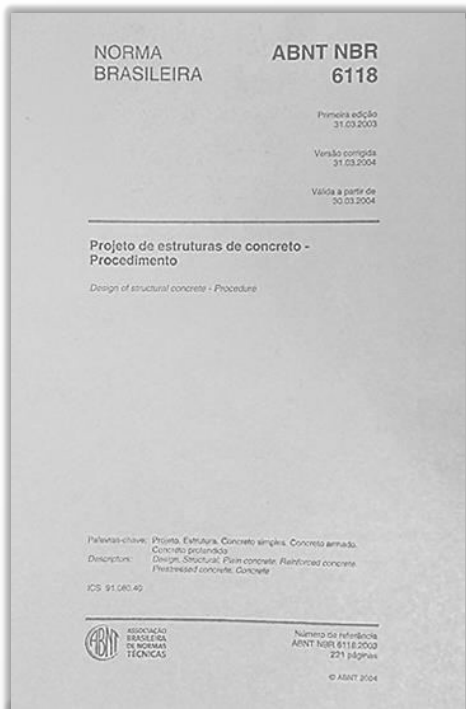 NORMA
BRASILEIRA
ABNT NBR
6118
Primeira edição
31.03.2003
Versão corrigida
31.03.2004
Válida a partir de
30.03.2004
Projeto de estruturas de concreto -
Procedimento
Design of structural concrete - Procedure
Palavras-chave: Projeto. Estrutura. Concreto simples. Concreto armado.
Concreto protendido
Descriptors: Design. Structural. Plain concrete. Reinforced concrete.
Prestressed concrete. Concrete
ICS 91.080.40
ABNT
ASSOCIAÇÃO
BRASILEIRA
DE NORMAS
TÉCNICAS
Número de referência
ABNT NBR 6118:2003
221 páginas
© ABNT 2004